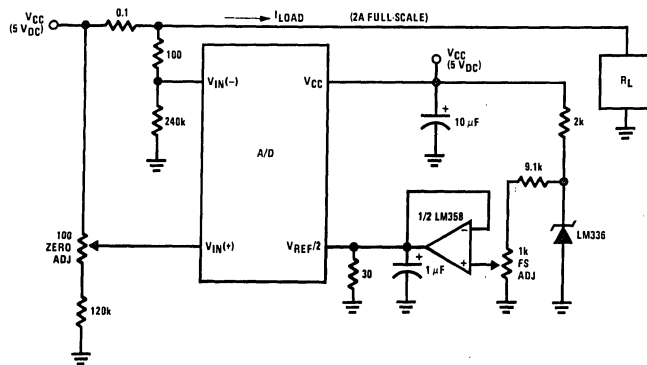 VCC
(5 VDC)
0.1
ILOAD
(2A FULL-SCALE)
100
VIN(−)
240k
A/D
VCC
VCC
(5 VDC)
10 µF
RL
2k
9.1k
LM336
1/2 LM358
−
+
1k
FS
ADJ
VREF/2
30
+
1 µF
+
100
ZERO
ADJ
VIN(+)
120k